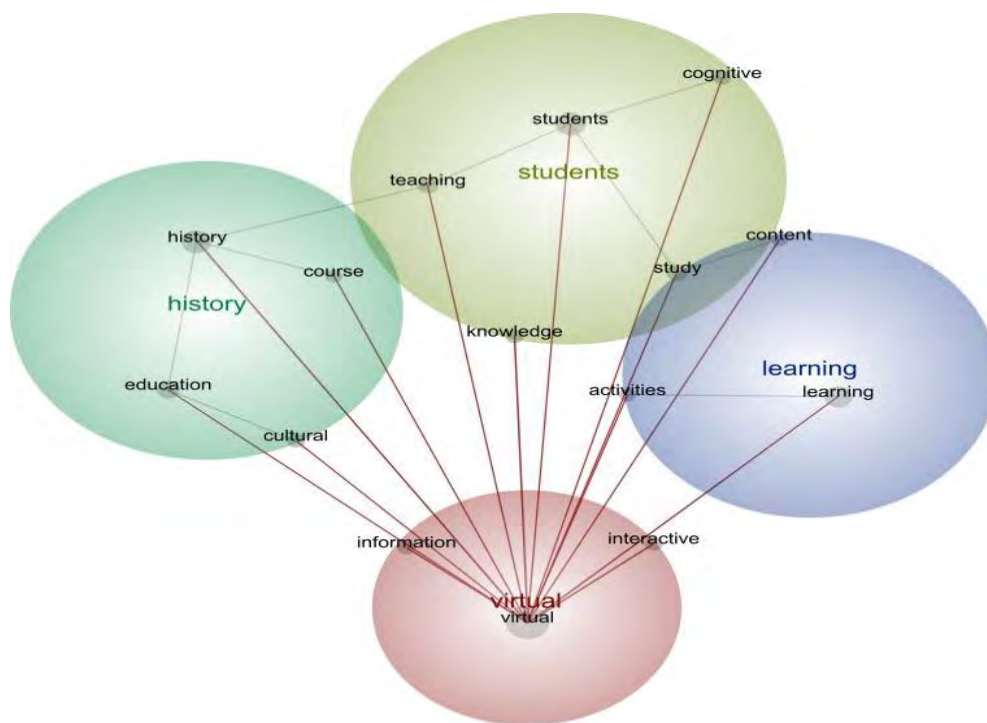 cognitive
students
students
teaching
history
content
course
study
history
knowledge
learning
education
activities
learning
cultural
information
interactive
virtual
virtual